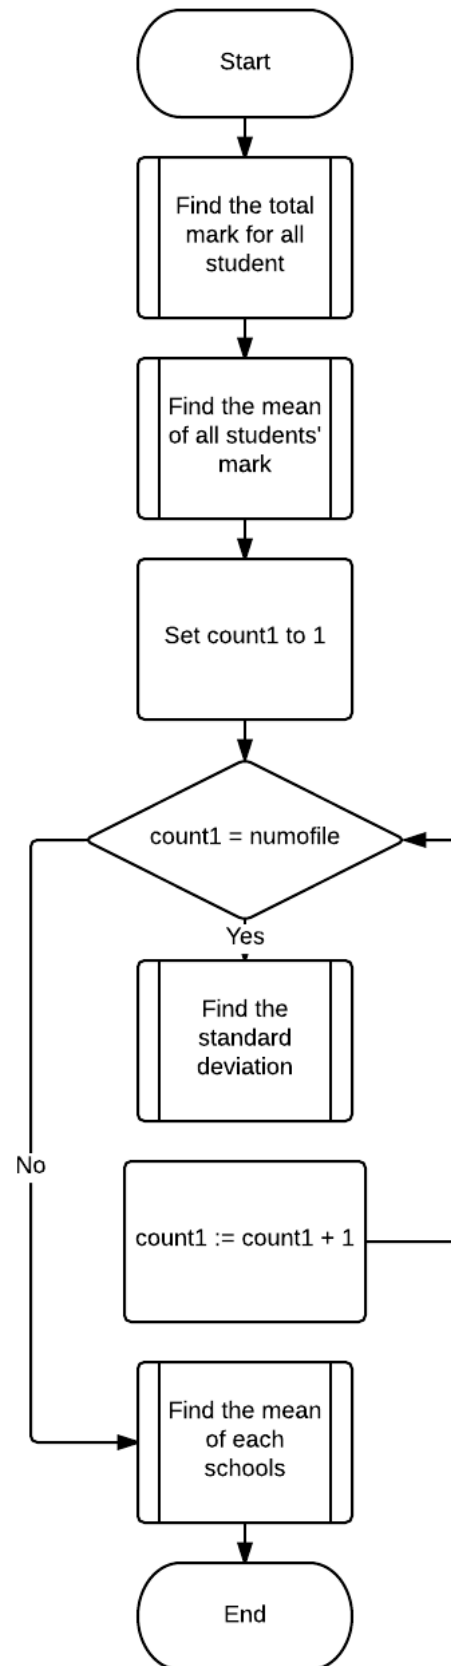 Start
Find the total
mark for all
student
Find the mean
of all students'
mark
Set count1 to 1
count1 = numofile
Yes
Find the
standard
deviation
No
count1 := count1 + 1
Find the mean
of each
schools
End